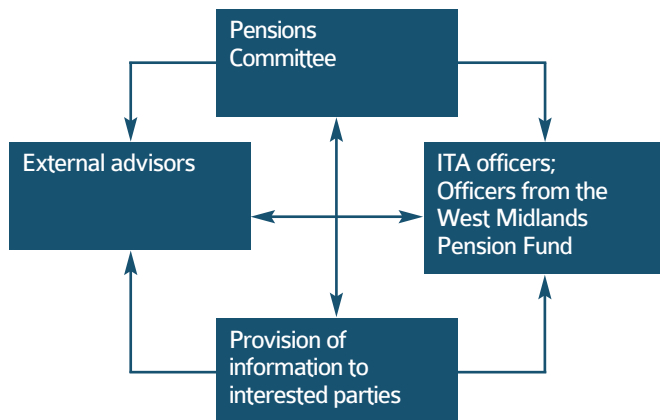 Pensions
Committee
External advisors
ITA officers;
Officers from the
West Midlands
Pension Fund
Provision of
information to
interested parties